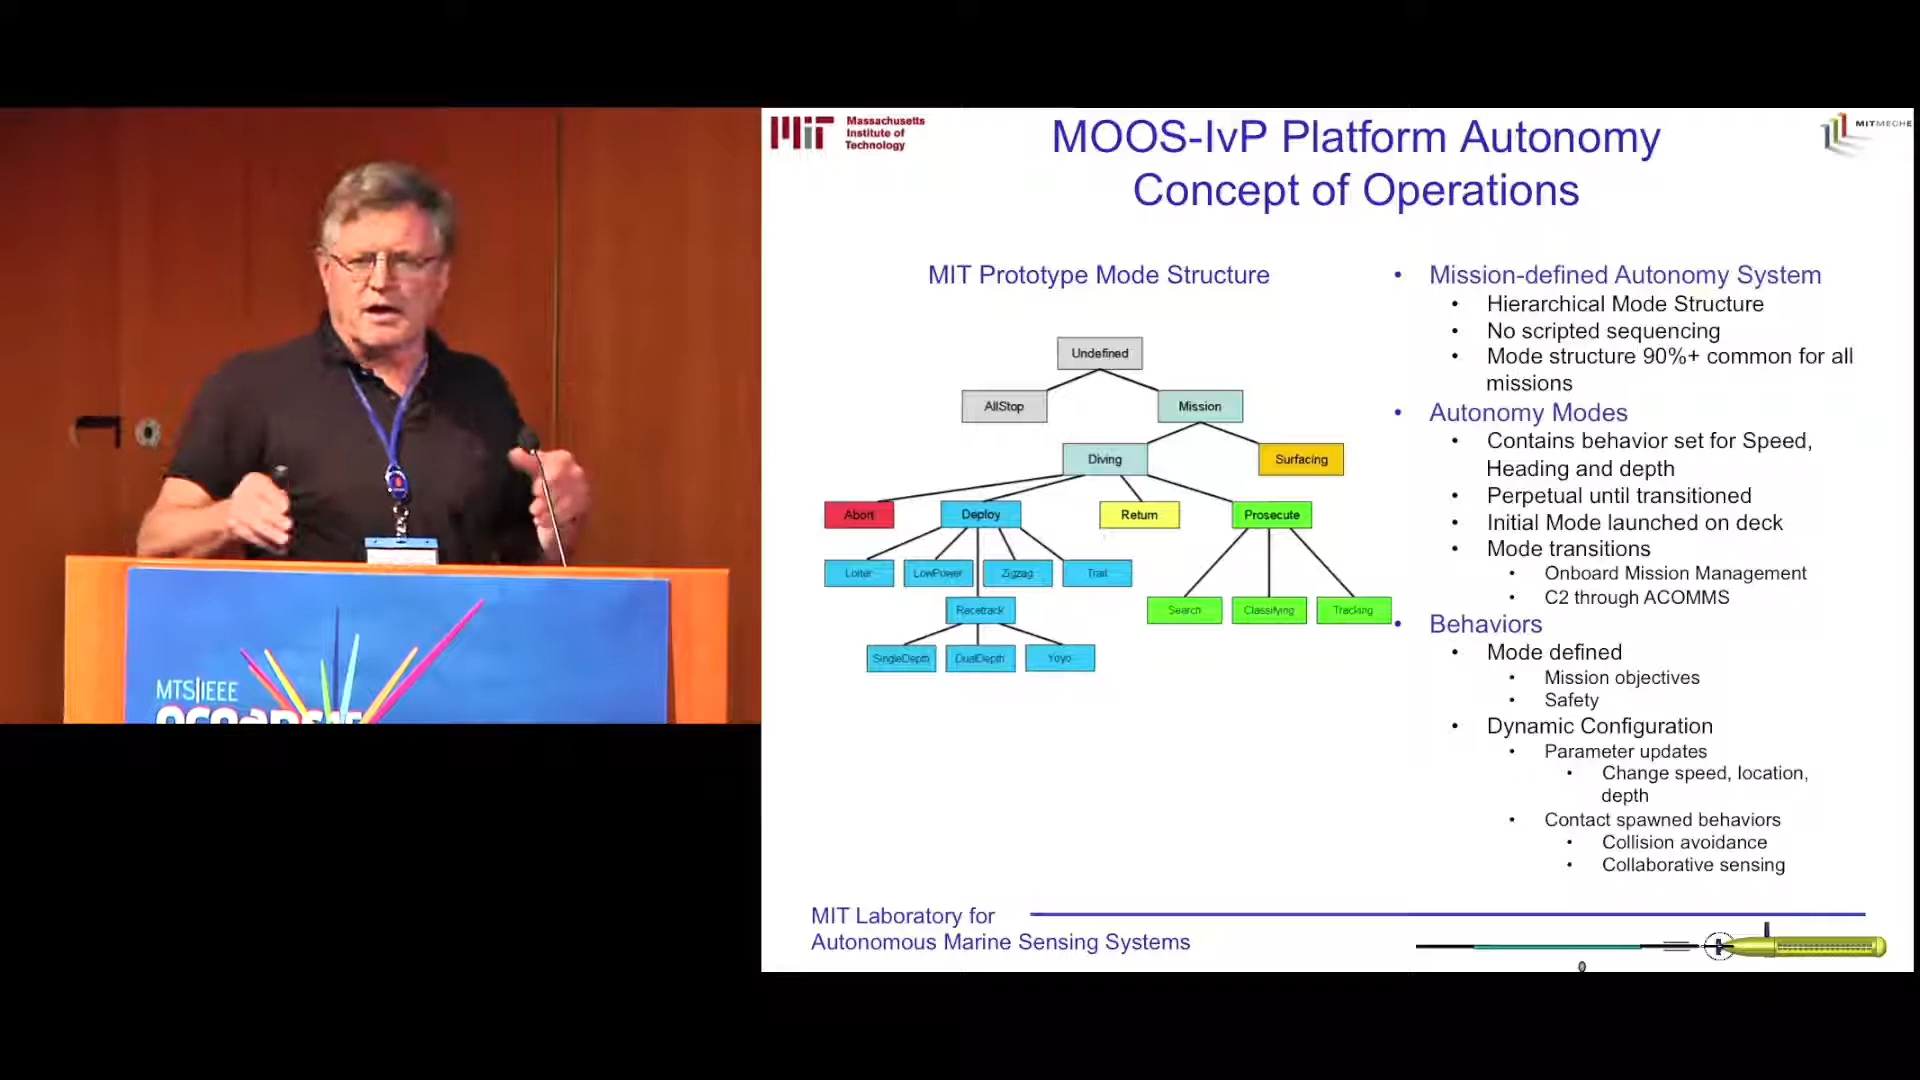 MIT
Massachusetts
Institute of
Technology
MOOS-IvP Platform Autonomy
Concept of Operations
MITMECHE
MIT Prototype Mode Structure
Undefined
AllStop
Mission
Diving
Surfacing
Abort
Deploy
Return
Prosecute
Loiter
LowPower
Zigzag
Trail
Racetrack
Search
Classifying
Tracking
SingleDepth
DualDepth
Yoyo
• Mission-defined Autonomy System
• Hierarchical Mode Structure
• No scripted sequencing
• Mode structure 90%+ common for all
missions
• Autonomy Modes
• Contains behavior set for Speed,
Heading and depth
• Perpetual until transitioned
• Initial Mode launched on deck
• Mode transitions
• Onboard Mission Management
• C2 through ACOMMS
• Behaviors
• Mode defined
• Mission objectives
• Safety
• Dynamic Configuration
• Parameter updates
• Change speed, location,
depth
• Contact spawned behaviors
• Collision avoidance
• Collaborative sensing
MIT Laboratory for
Autonomous Marine Sensing Systems
MTS|IEEE